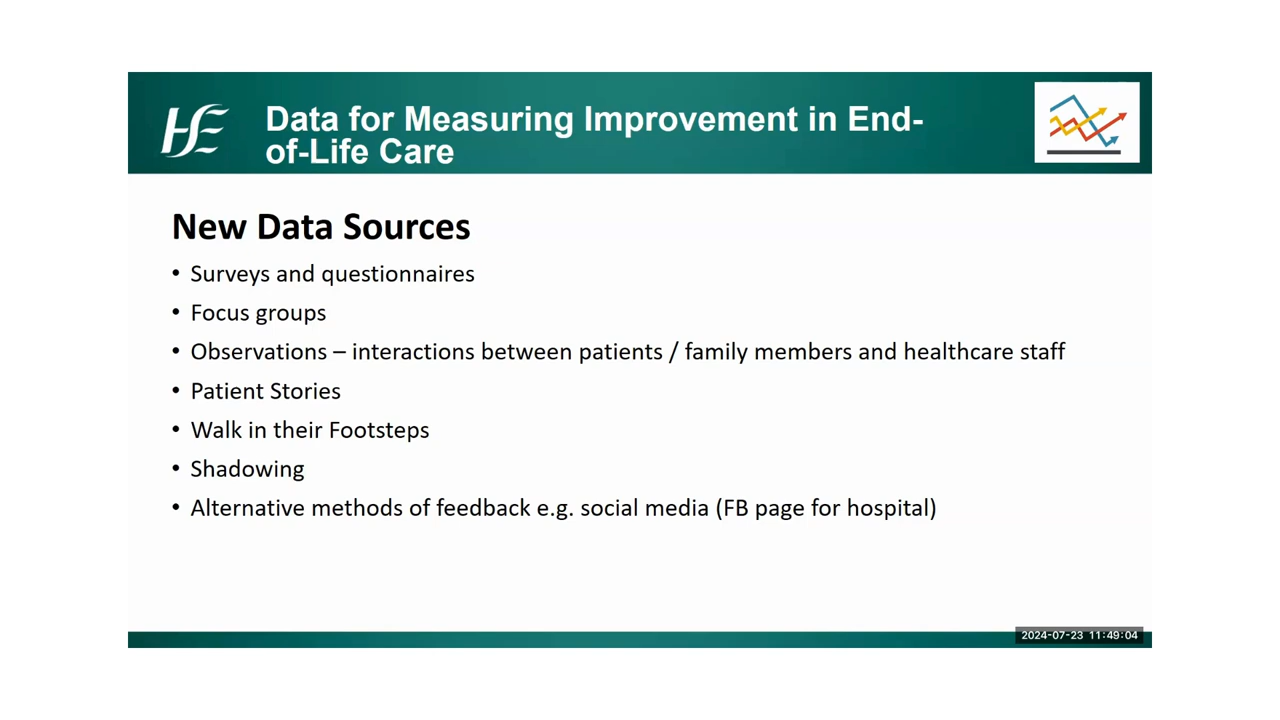 HSE
Data for Measuring Improvement in End-
of-Life Care
New Data Sources
• Surveys and questionnaires
• Focus groups
• Observations – interactions between patients / family members and healthcare staff
• Patient Stories
• Walk in their Footsteps
• Shadowing
• Alternative methods of feedback e.g. social media (FB page for hospital)
2024-07-23 11:49:04